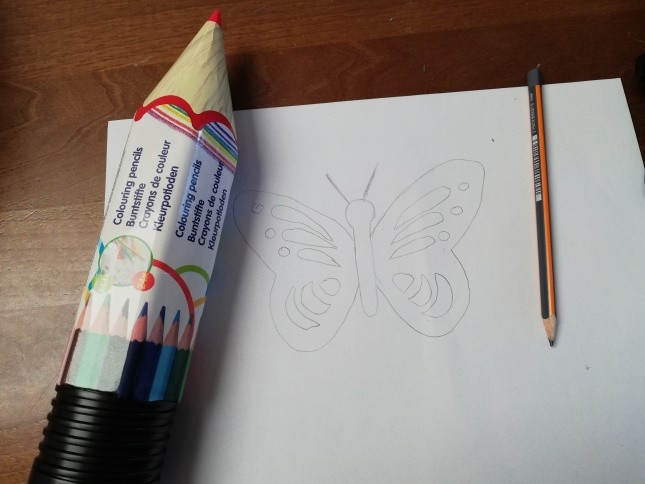 Colouring pencils
Buntstifte
Crayons de couleur
Kleurpotloden
Colouring pencils
Buntstifte
Crayons de couleur
Kleurpotloden